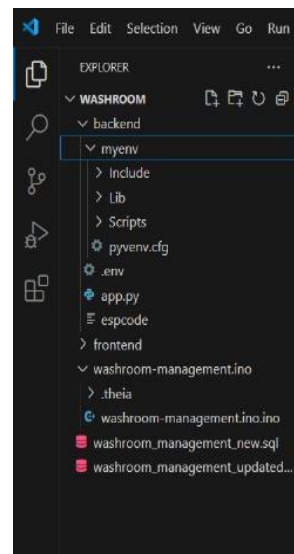 File Edit Selection View Go Run
EXPLORER ...
WASHROOM
backend
myenv
Include
Lib
Scripts
pyvenv.cfg
.env
app.py
espcode
frontend
washroom-management.ino
.theia
washroom-management.ino.ino
washroom_management_new.sql
washroom_management_updated...